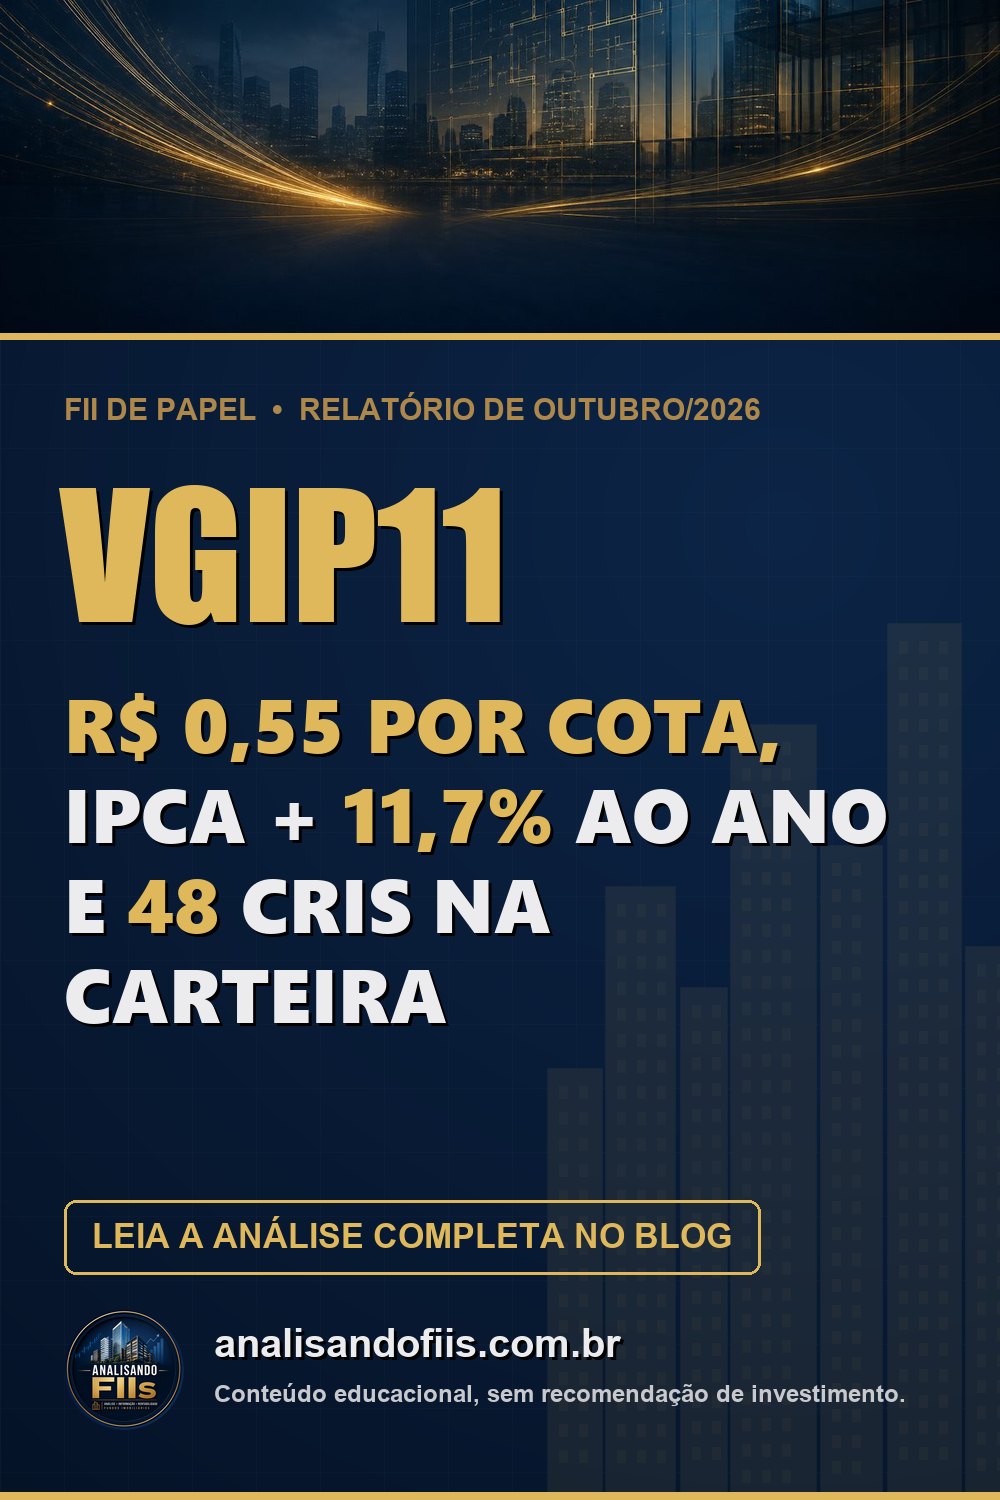 FII DE PAPEL • RELATÓRIO DE OUTUBRO/2026
VGIP11
R$ 0,55 POR COTA,
IPCA + 11,7% AO ANO
E 48 CRIS NA
CARTEIRA
LEIA A ANÁLISE COMPLETA NO BLOG
ANALISANDO
FIIs
analisandofiis.com.br
Conteúdo educacional, sem recomendação de investimento.